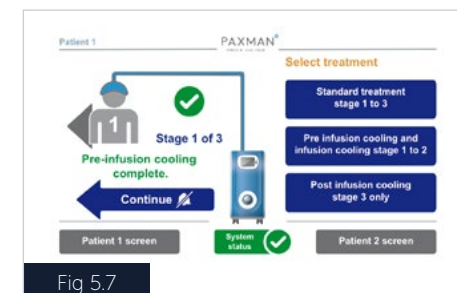 Patient 1
PAXMAN
Select treatment
1
Stage 1 of 3
Pre-infusion cooling
complete.
Continue
Standard treatment
stage 1 to 3
Pre infusion cooling and
infusion cooling stage 1 to 2
Post infusion cooling
stage 3 only
Patient 1 screen
System
status
Patient 2 screen
Fig 5.7